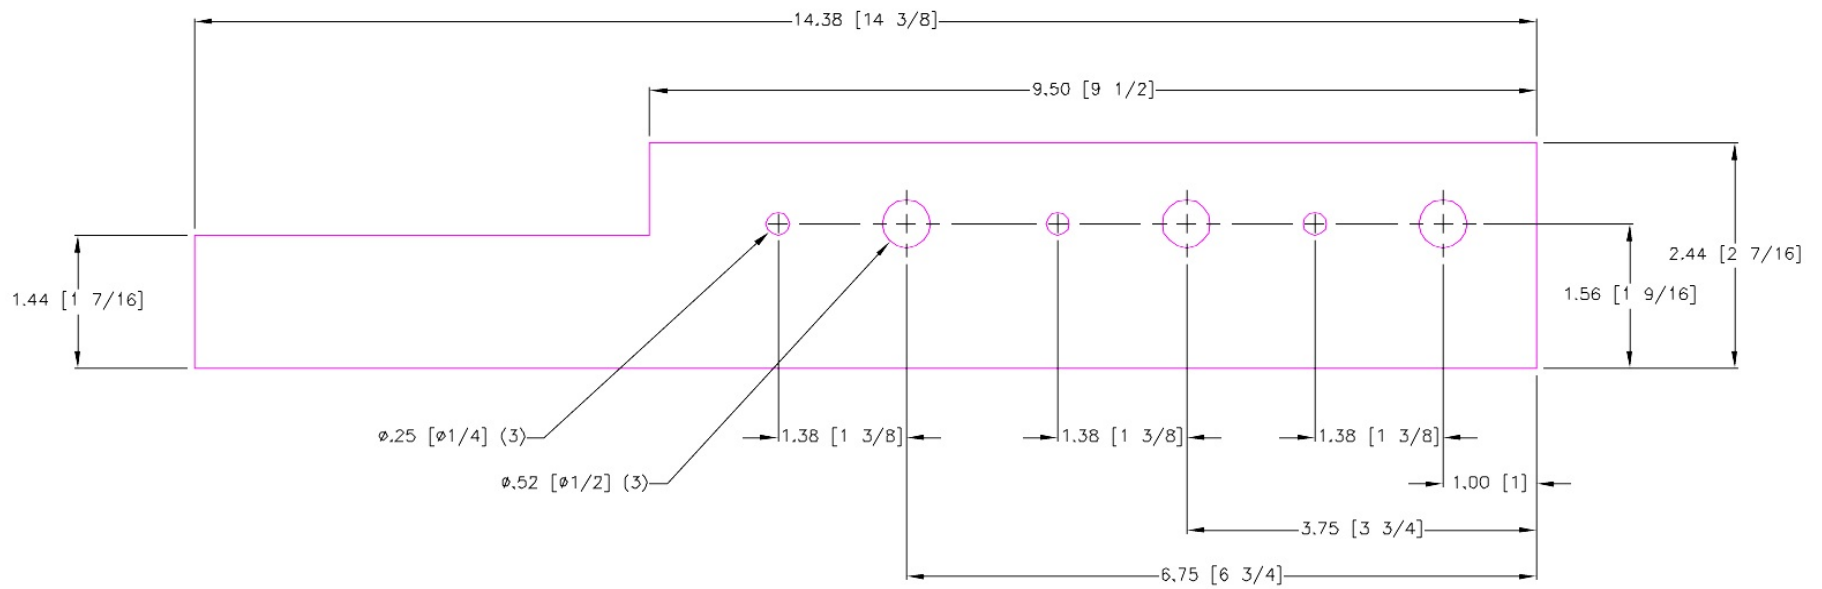 14.38 [14 3/8]
9.50 [9 1/2]
2.44 [2 7/16]
1.56 [1 9/16]
1.44 [1 7/16]
ø.25 [ø1/4] (3)
1.38 [1 3/8]
1.38 [1 3/8]
1.38 [1 3/8]
ø.52 [ø1/2] (3)
1.00 [1]
3.75 [3 3/4]
6.75 [6 3/4]